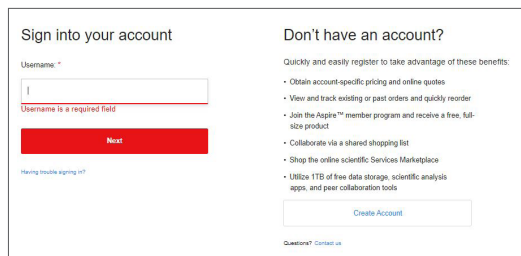 Sign into your account
Username: *
Username is a required field
Next
Having trouble signing in?
Don't have an account?
Quickly and easily register to take advantage of these benefits:
• Obtain account-specific pricing and online quotes
• View and track existing or past orders and quickly reorder
• Join the Aspire™ member program and receive a free, full-
size product
• Collaborate via a shared shopping list
• Shop the online scientific Services Marketplace
• Utilize 1TB of free data storage, scientific analysis
apps, and peer collaboration tools
Create Account
Questions? Contact us